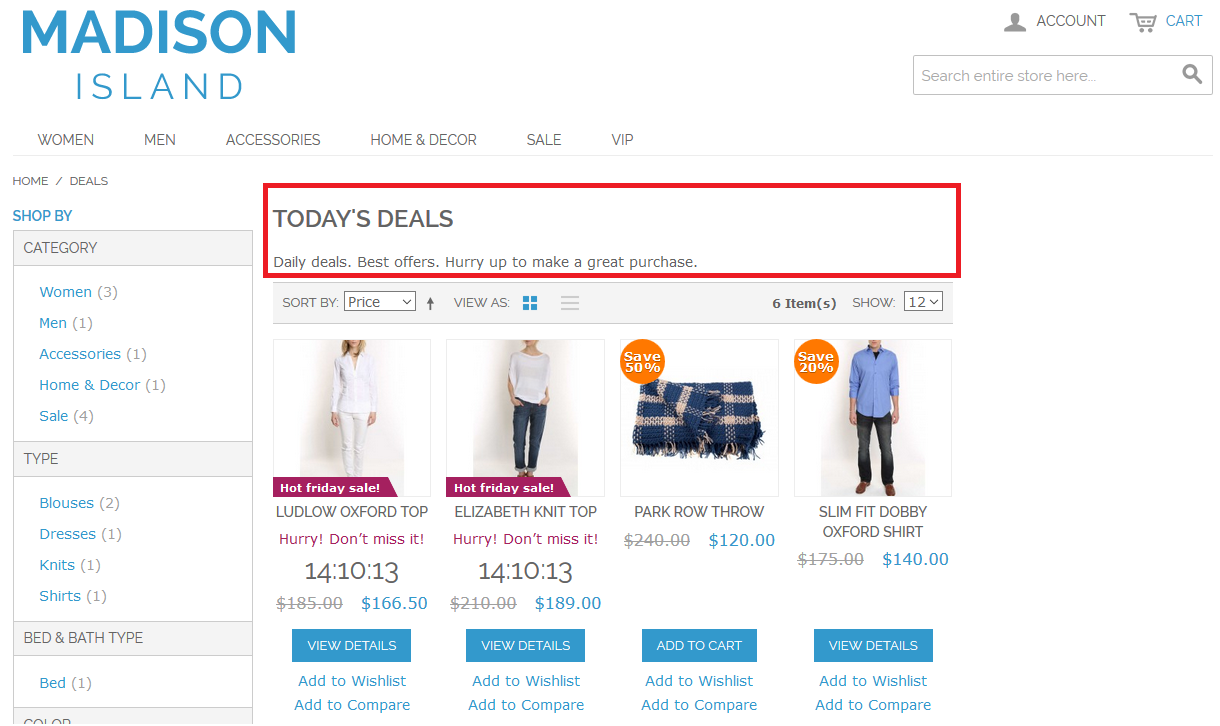 MADISON
ISLAND
ACCOUNT
CART
Search entire store here...
WOMEN
MEN
ACCESSORIES
HOME & DECOR
SALE
VIP
HOME / DEALS
SHOP BY
CATEGORY
Women (3)
Men (1)
Accessories (1)
Home & Decor (1)
Sale (4)
TYPE
Blouses (2)
Dresses (1)
Knits (1)
Shirts (1)
BED & BATH TYPE
Bed (1)
COLOR
TODAY'S DEALS
Daily deals. Best offers. Hurry up to make a great purchase.
SORT BY: Price
VIEW AS:
6 Item(s)
SHOW: 12
Hot friday sale!
LUDLOW OXFORD TOP
Hurry! Don't miss it!
14:10:13
$185.00 $166.50
VIEW DETAILS
Add to Wishlist
Add to Compare
Hot friday sale!
ELIZABETH KNIT TOP
Hurry! Don't miss it!
14:10:13
$210.00 $189.00
VIEW DETAILS
Add to Wishlist
Add to Compare
Save
50%
PARK ROW THROW
$240.00 $120.00
ADD TO CART
Add to Wishlist
Add to Compare
Save
20%
SLIM FIT DOBBY
OXFORD SHIRT
$175.00 $140.00
VIEW DETAILS
Add to Wishlist
Add to Compare